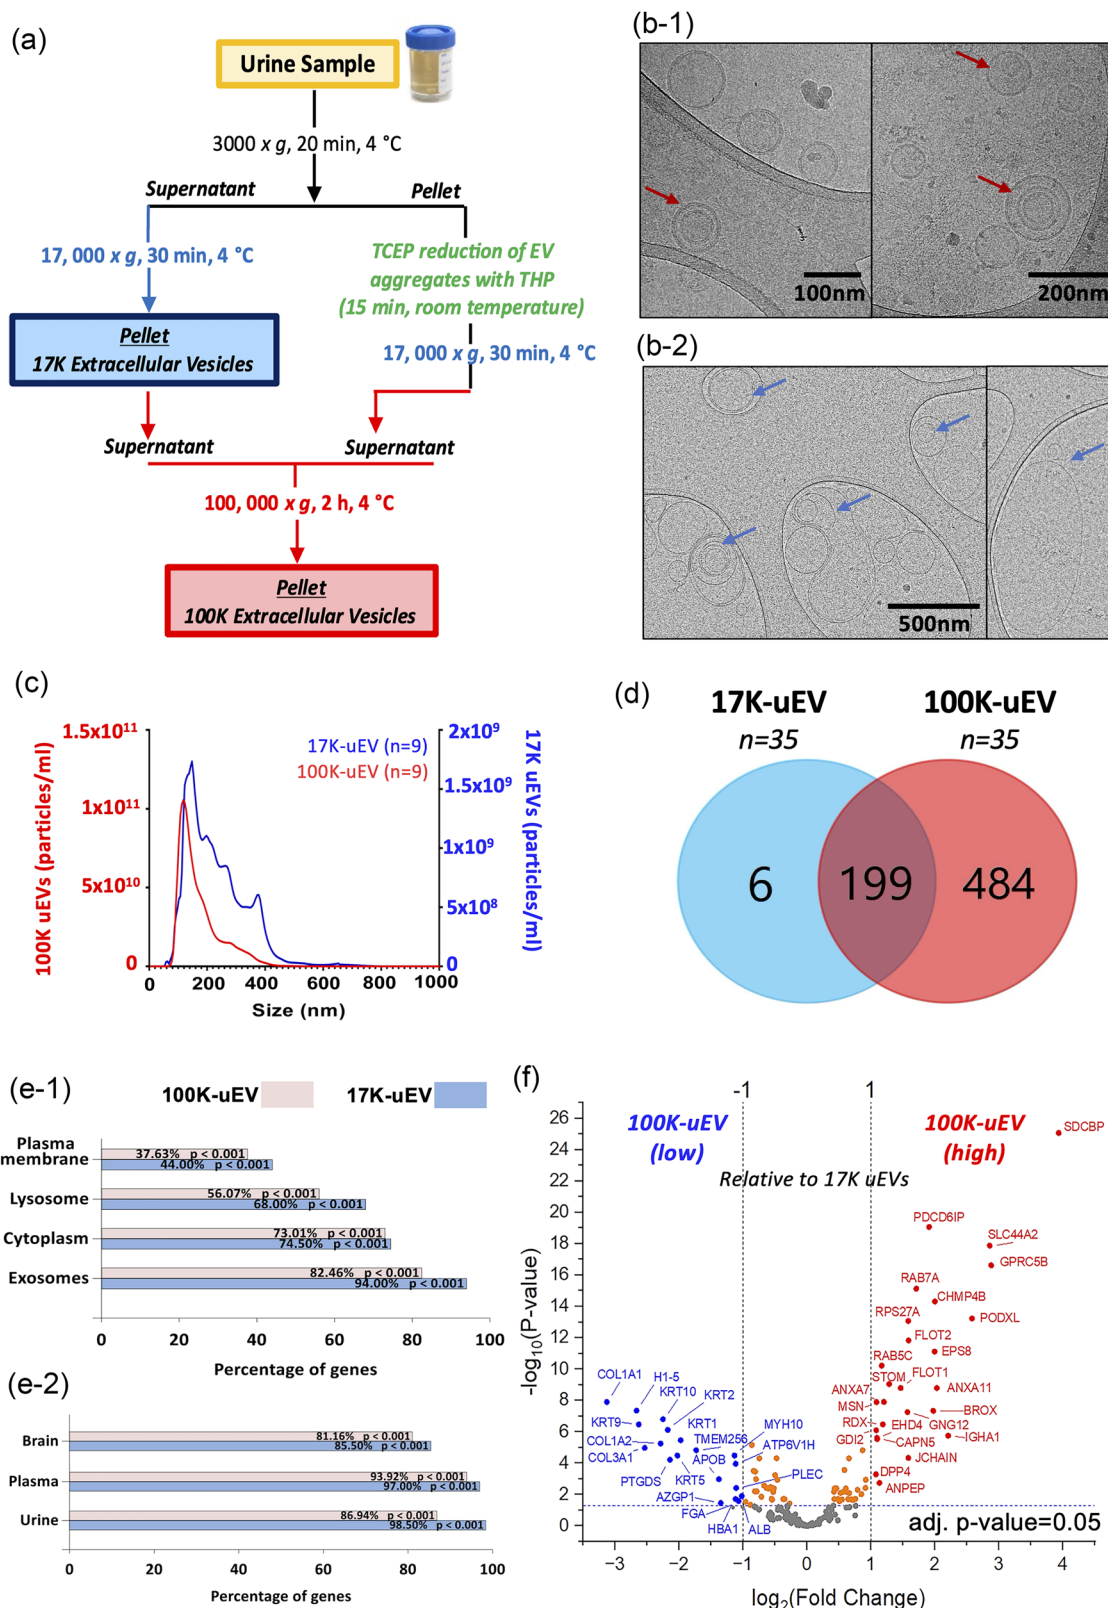 (a)
Urine Sample
3000 x g, 20 min, 4 °C
Supernatant
Pellet
17, 000 x g, 30 min, 4 °C
TCEP reduction of EV
aggregates with THP
(15 min, room temperature)
Pellet
17K Extracellular Vesicles
17, 000 x g, 30 min, 4 °C
Supernatant
Supernatant
100, 000 x g, 2 h, 4 °C
Pellet
100K Extracellular Vesicles
(b-1)
100nm
200nm
(b-2)
500nm
(c)
100K uEVs (particles/ml)
1.5x10¹¹
1x10¹¹
5x10¹⁰
0
17K-uEV (n=9)
100K-uEV (n=9)
2x10⁹
1.5x10⁹
1x10⁹
5x10⁸
0
17K uEVs (particles/ml)
0 200 400 600 800 1000
Size (nm)
(d)
17K-uEV
n=35
100K-uEV
n=35
6
199
484
(e-1)
100K-uEV
17K-uEV
Plasma
membrane
37.63% p < 0.001
44.00% p < 0.001
Lysosome
56.07% p < 0.001
68.00% p < 0.001
Cytoplasm
73.01% p < 0.001
74.50% p < 0.001
Exosomes
82.46% p < 0.001
94.00% p < 0.001
0 20 40 60 80 100
Percentage of genes
(e-2)
Brain
81.16% p < 0.001
85.50% p < 0.001
Plasma
93.92% p < 0.001
97.00% p < 0.001
Urine
86.94% p < 0.001
98.50% p < 0.001
0 20 40 60 80 100
Percentage of genes
(f)
-1
1
100K-uEV
(low)
100K-uEV
(high)
Relative to 17K uEVs
-log₁₀(P-value)
26
24
22
20
18
16
14
12
10
8
6
4
2
0
SDCBP
PDCD6IP
SLC44A2
GPRC5B
RAB7A
CHMP4B
RPS27A
PODXL
FLOT2
EPS8
RAB5C
STOM
FLOT1
ANXA7
ANXA11
MSN
BROX
RDX
EHD4
GNG12
IGHA1
GDI2
CAPN5
JCHAIN
DPP4
ANPEP
COL1A1
H1-5
KRT10
KRT2
KRT9
KRT1
MYH10
COL1A2
TMEM256
ATP6V1H
COL3A1
APOB
PLEC
PTGDS
KRT5
AZGP1
FGA
HBA1
ALB
adj. p-value=0.05
−3 −2 −1 0 1 2 3 4
log₂(Fold Change)